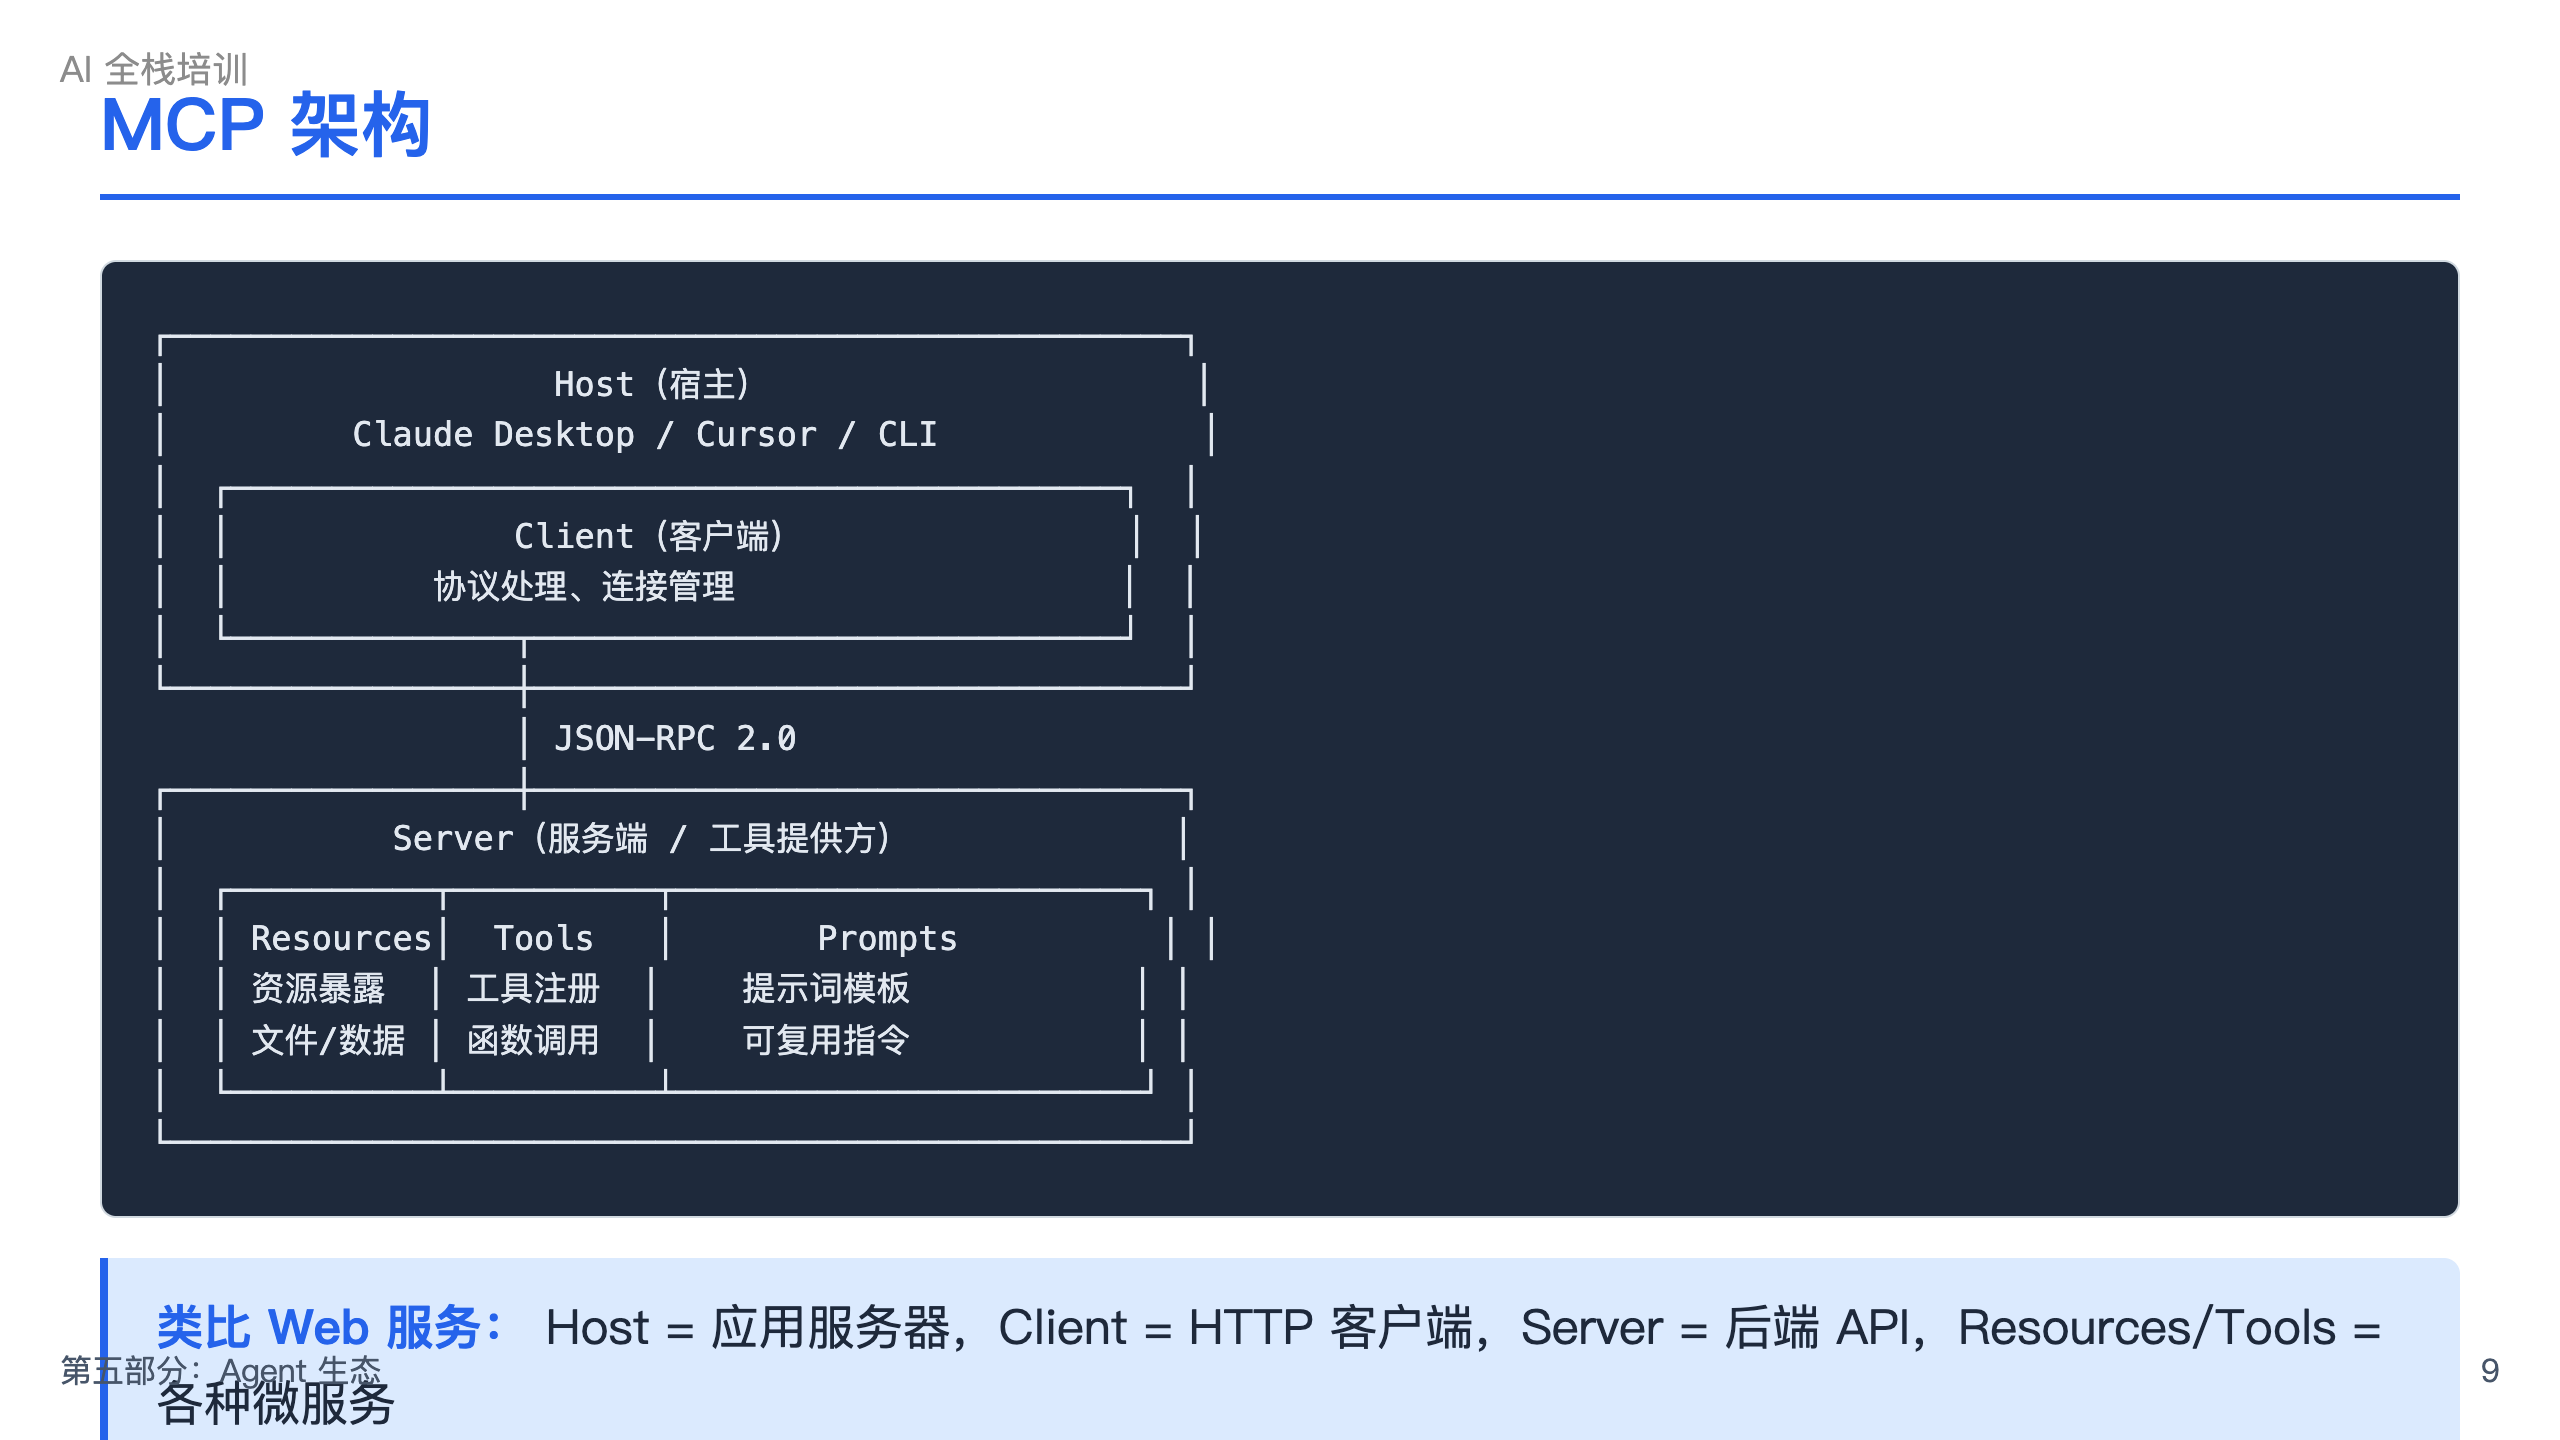 AI 全栈培训
MCP 架构
Host（宿主）
Claude Desktop / Cursor / CLI
Client（客户端）
协议处理、连接管理
JSON-RPC 2.0
Server（服务端 / 工具提供方）
Resources Tools Prompts
资源暴露 工具注册 提示词模板
文件/数据 函数调用 可复用指令
类比 Web 服务： Host = 应用服务器，Client = HTTP 客户端，Server = 后端 API，Resources/Tools =
各种微服务
第五部分：Agent 生态
9